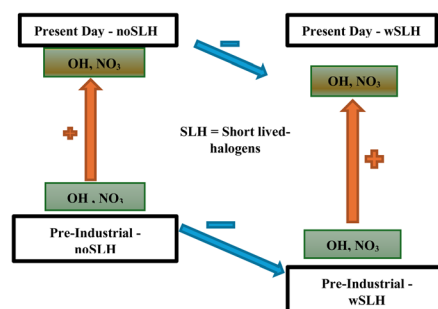 Present Day - noSLH
Present Day - wSLH
OH, NO₃
OH, NO₃
SLH = Short lived-
halogens
OH , NO₃
Pre-Industrial -
noSLH
OH, NO₃
Pre-Industrial -
wSLH